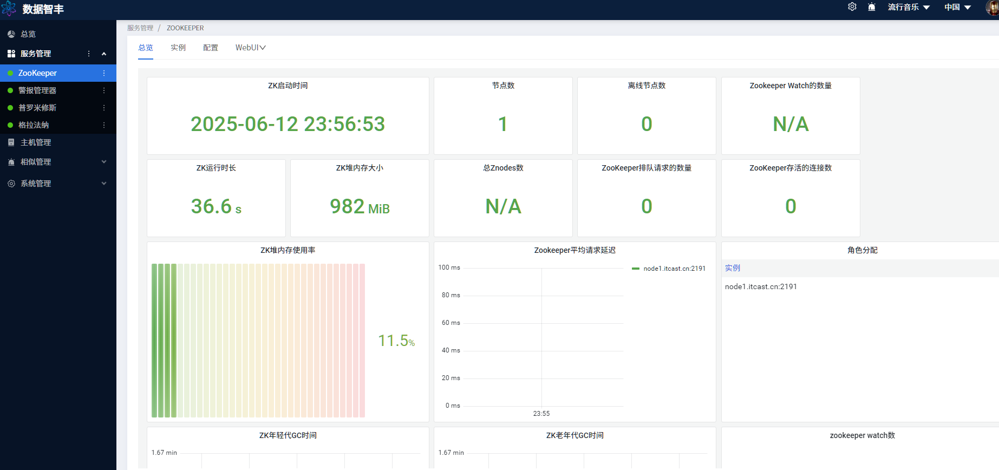 数据智丰
流行音乐
中国
总览
服务管理
ZooKeeper
警报管理器
普罗米修斯
格拉法纳
主机管理
相似管理
系统管理
服务管理 / ZOOKEEPER
总览 实例 配置 WebUI
ZK启动时间
2025-06-12 23:56:53
节点数
1
离线节点数
0
Zookeeper Watch的数量
N/A
ZK运行时长
36.6 s
ZK堆内存大小
982 MiB
总Znodes数
N/A
ZooKeeper排队请求的数量
0
ZooKeeper存活的连接数
0
ZK堆内存使用率
11.5%
Zookeeper平均请求延迟
100 ms
80 ms
60 ms
40 ms
20 ms
0 ms
23:55
node1.itcast.cn:2191
角色分配
实例
node1.itcast.cn:2191
ZK年轻代GC时间
1.67 min
ZK老年代GC时间
1.67 min
zookeeper watch数